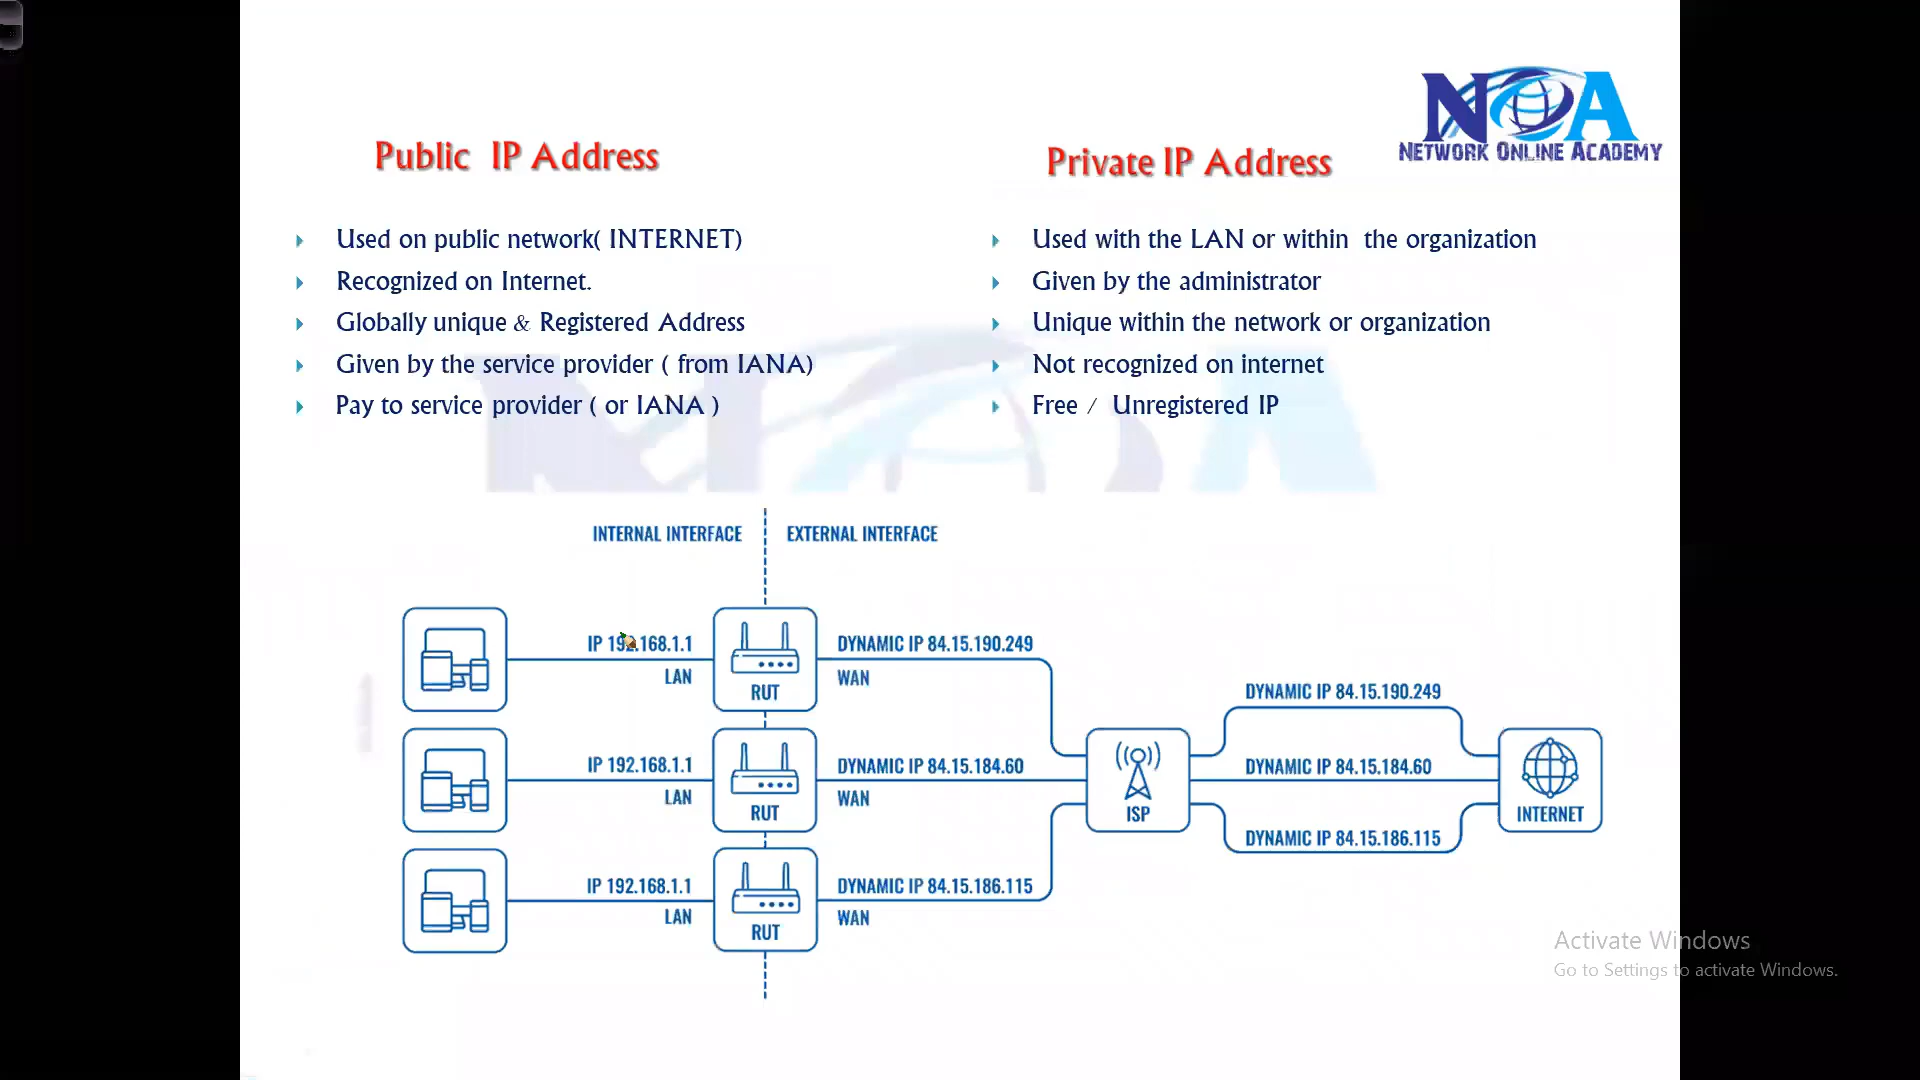 NOA
NETWORK ONLINE ACADEMY
Public IP Address
Used on public network( INTERNET)
Recognized on Internet.
Globally unique & Registered Address
Given by the service provider ( from IANA)
Pay to service provider ( or IANA )
Private IP Address
Used with the LAN or within the organization
Given by the administrator
Unique within the network or organization
Not recognized on internet
Free / Unregistered IP
INTERNAL INTERFACE
EXTERNAL INTERFACE
IP 192.168.1.1
LAN
RUT
DYNAMIC IP 84.15.190.249
WAN
IP 192.168.1.1
LAN
RUT
DYNAMIC IP 84.15.184.60
WAN
IP 192.168.1.1
LAN
RUT
DYNAMIC IP 84.15.186.115
WAN
ISP
DYNAMIC IP 84.15.190.249
DYNAMIC IP 84.15.184.60
DYNAMIC IP 84.15.186.115
INTERNET
Activate Windows
Go to Settings to activate Windows.